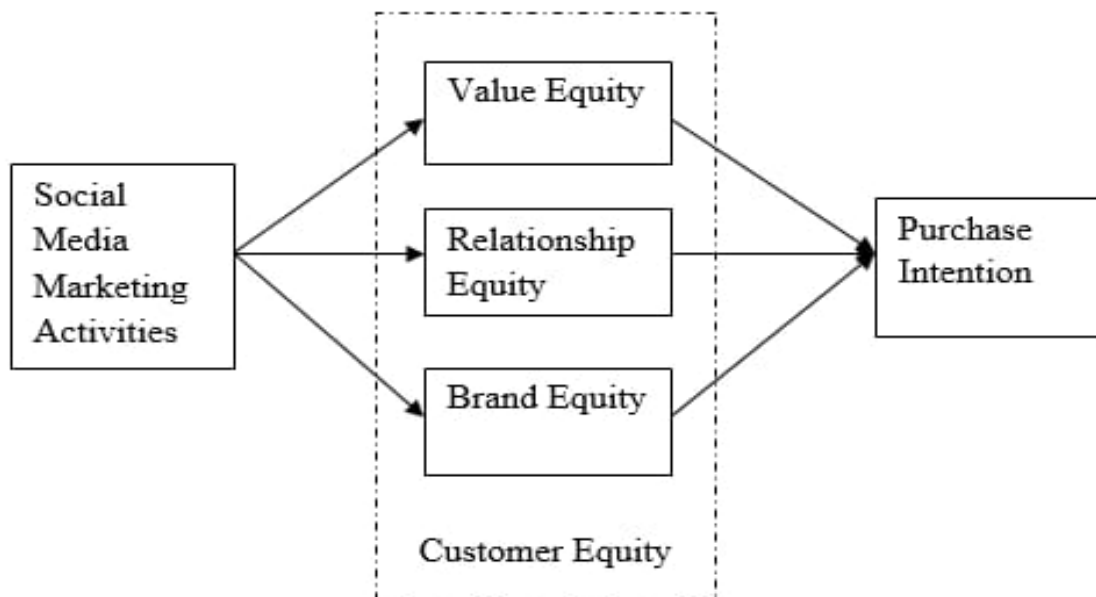 Value Equity
Social
Media
Marketing
Activities
Relationship
Equity
Purchase
Intention
Brand Equity
Customer Equity